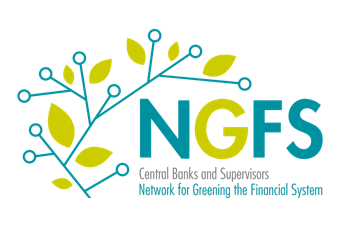 NGFS
Central Banks and Supervisors
Network for Greening the Financial System